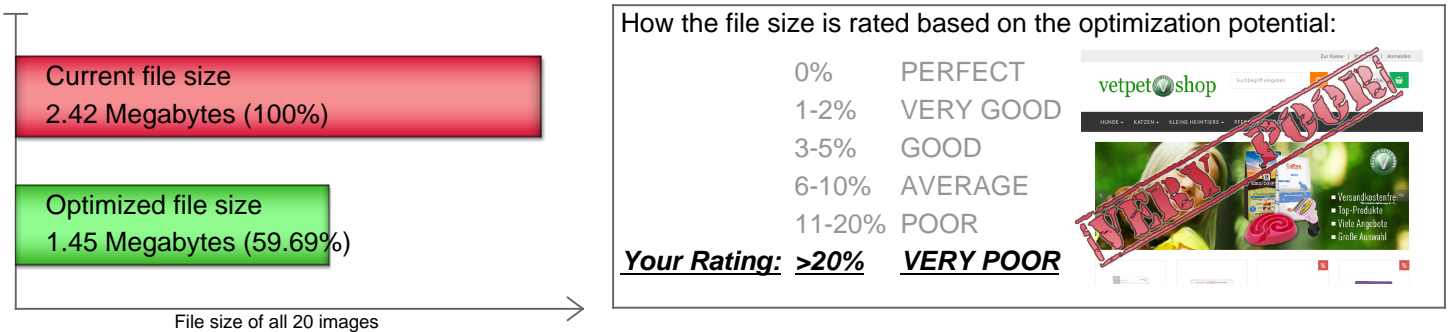 Current file size
2.42 Megabytes (100%)
Optimized file size
1.45 Megabytes (59.69%)
File size of all 20 images
How the file size is rated based on the optimization potential:
0% PERFECT
1-2% VERY GOOD
3-5% GOOD
6-10% AVERAGE
11-20% POOR
Your Rating: >20% VERY POOR
Zur Kasse | | Anmelden
vetpet shop
Suchbegriff eingeben
HUNDE KATZEN KLEINE HEIMTIERE
VERY POOR!
Versandkostenfrei
Top-Produkte
Viele Angebote
Große Auswahl
%
%